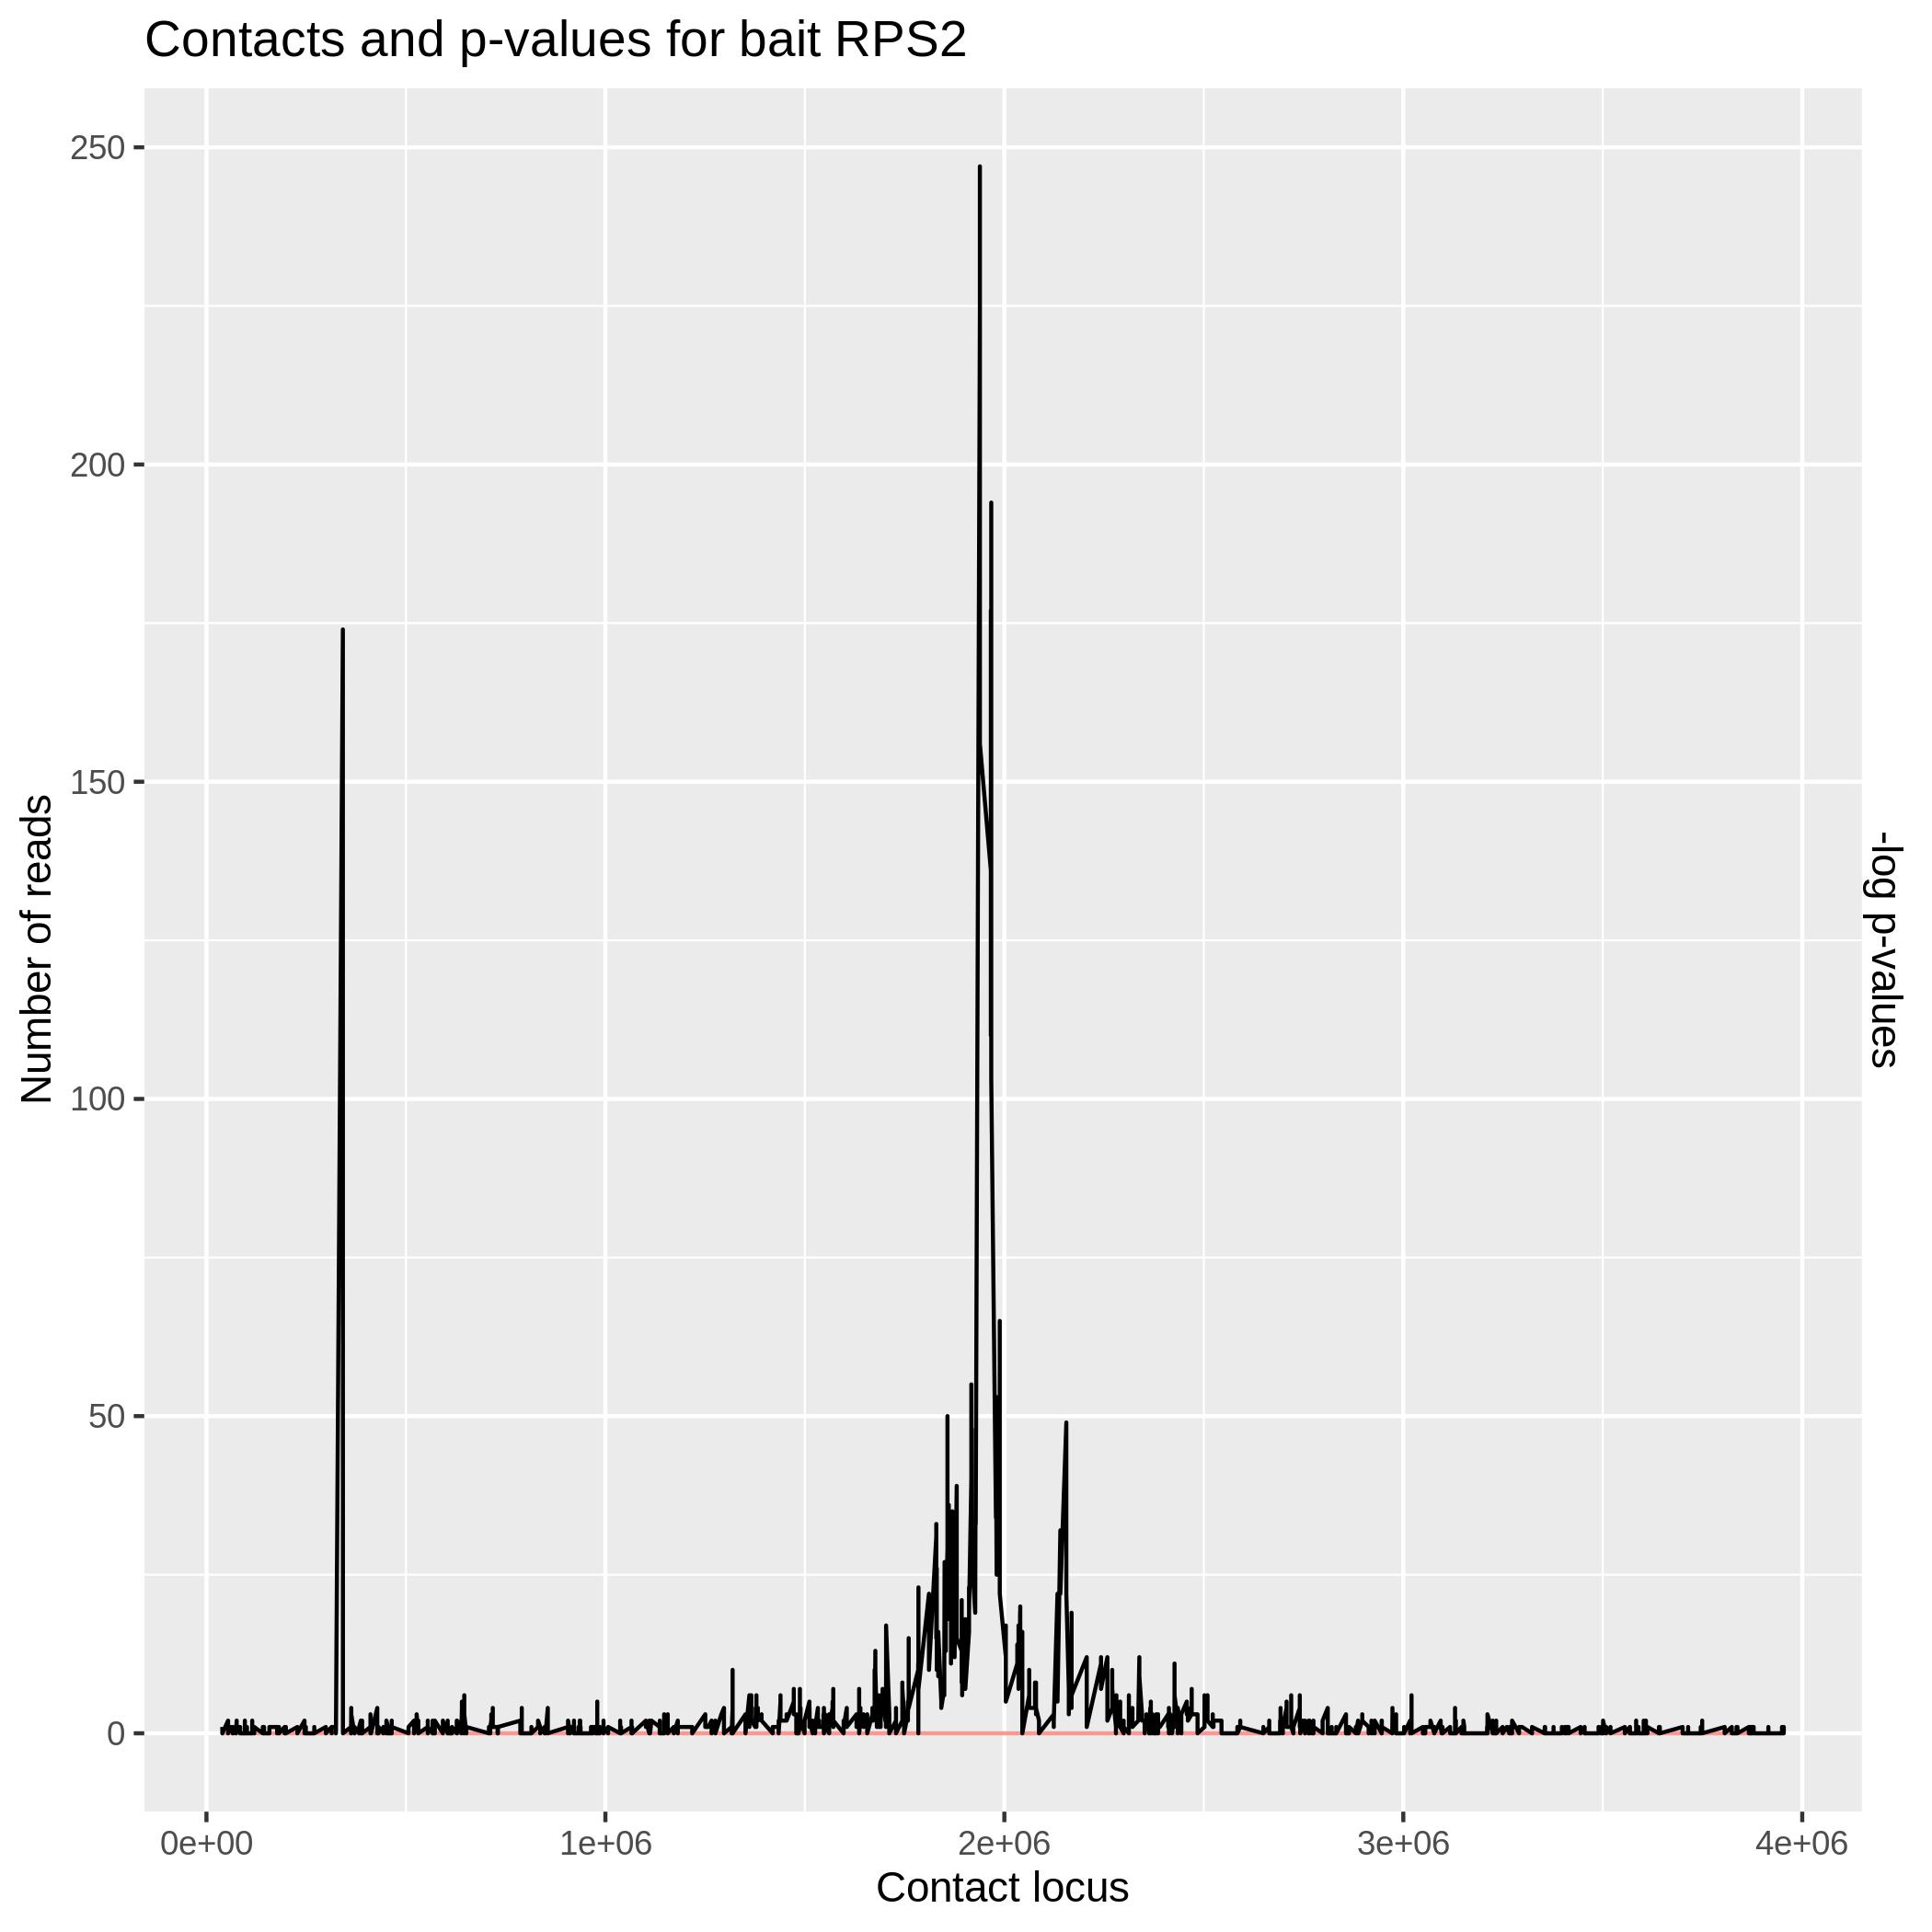 Contacts and p-values for bait RPS2
250
200
150
100
50
0
Number of reads
-log p-values
0e+00 1e+06 2e+06 3e+06 4e+06
Contact locus